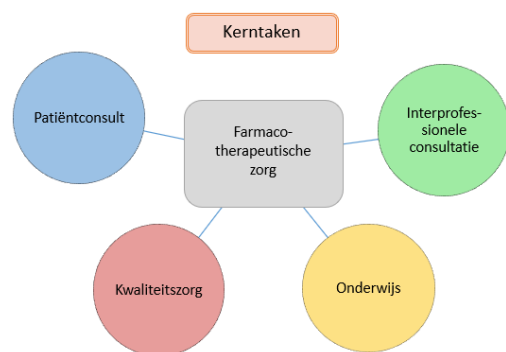 Kerntaken
Patiëntconsult
Farmaco-
therapeutische
zorg
Interprofes-
sionele
consultatie
Kwaliteitszorg
Onderwijs